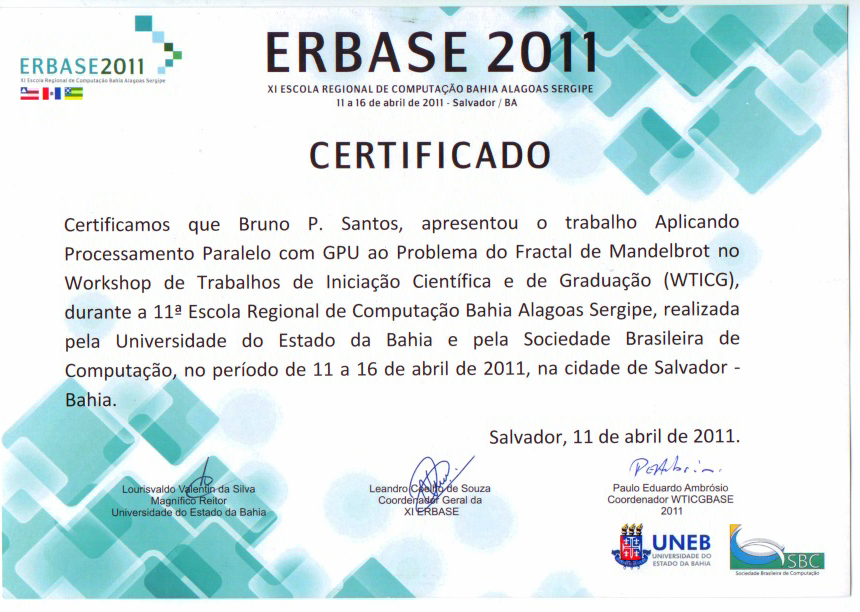 ERBASE2011
XI Escola Regional de Computação Bahia Alagoas Sergipe
ERBASE 2011
XI ESCOLA REGIONAL DE COMPUTAÇÃO BAHIA ALAGOAS SERGIPE
11 a 16 de abril de 2011 - Salvador / BA
CERTIFICADO
Certificamos que Bruno P. Santos, apresentou o trabalho Aplicando
Processamento Paralelo com GPU ao Problema do Fractal de Mandelbrot no
Workshop de Trabalhos de Iniciação Científica e de Graduação (WTICG),
durante a 11ª Escola Regional de Computação Bahia Alagoas Sergipe, realizada
pela Universidade do Estado da Bahia e pela Sociedade Brasileira de
Computação, no período de 11 a 16 de abril de 2011, na cidade de Salvador -
Bahia.
Salvador, 11 de abril de 2011.
Lourisvaldo Valentin da Silva
Magnífico Reitor
Universidade do Estado da Bahia
Leandro Coelho de Souza
Coordenador Geral da
XI ERBASE
Paulo Eduardo Ambrósio
Coordenador WTICGBASE
2011
UNEB
UNIVERSIDADE DO
ESTADO DA BAHIA
SBC
Sociedade Brasileira de Computação